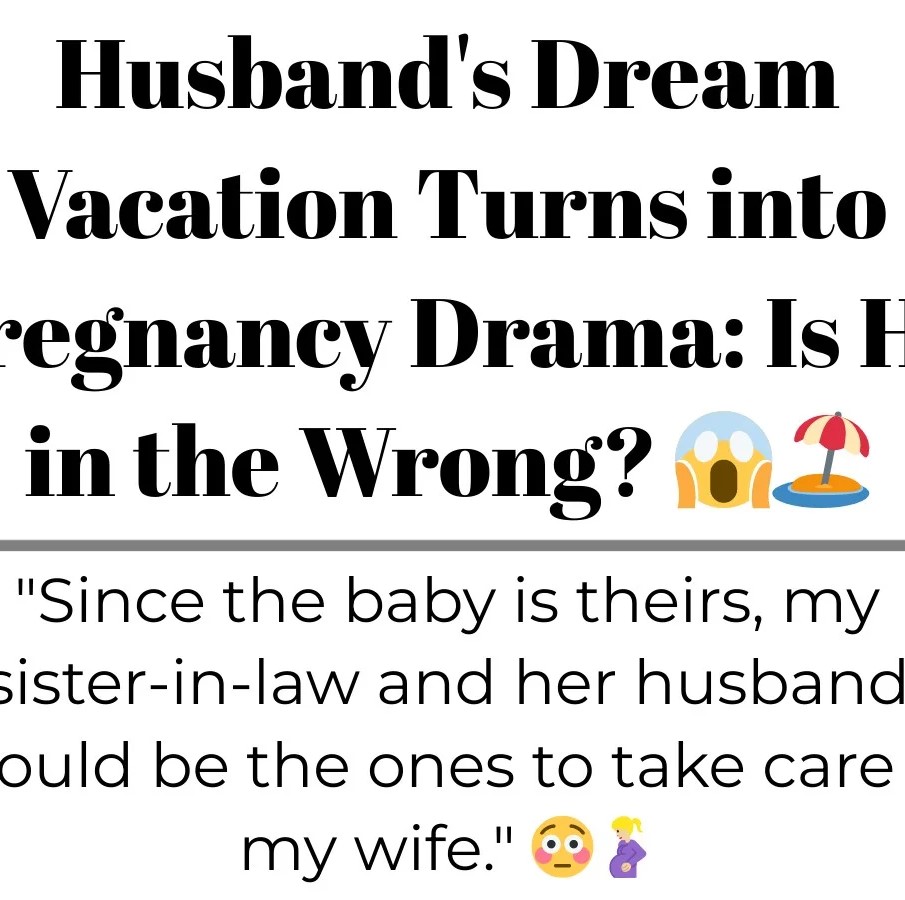 Husband's Dream
Vacation Turns into
regnancy Drama: Is H
in the Wrong? 😱🏖️
"Since the baby is theirs, my
sister-in-law and her husband
ould be the ones to take care
my wife." 😳🤰🏼